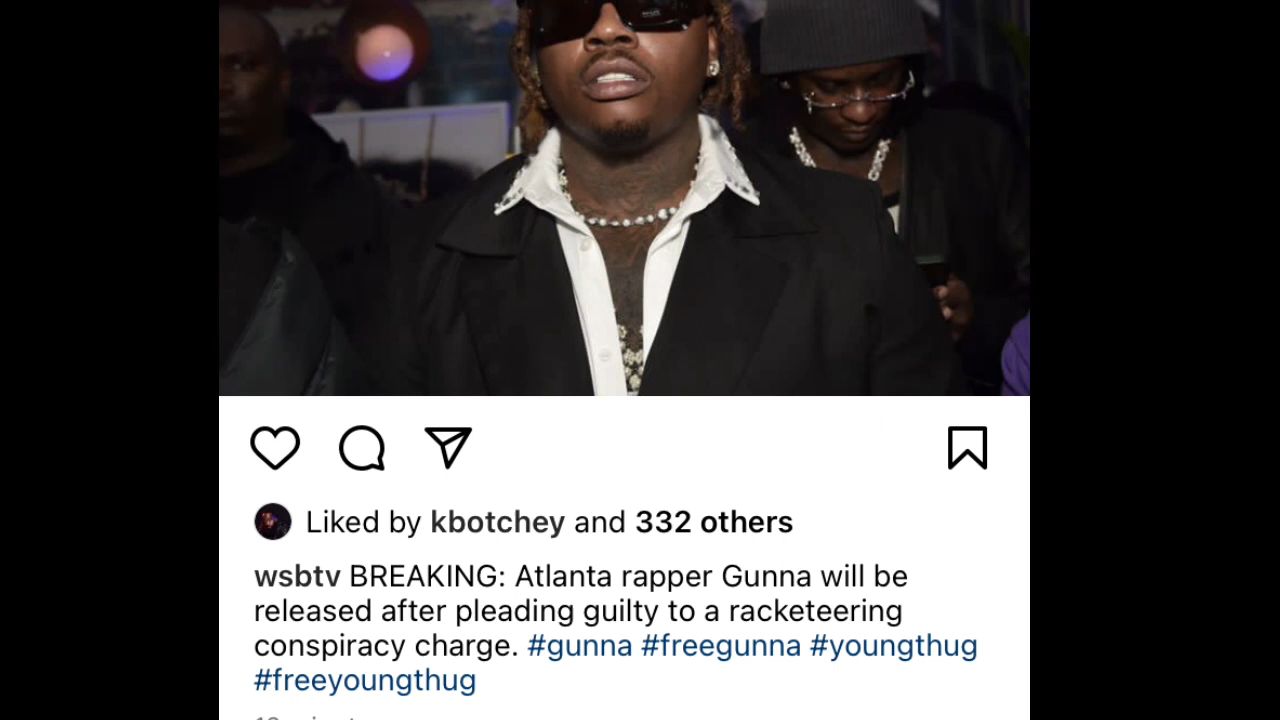 Liked by kbotchey and 332 others
wsbtv BREAKING: Atlanta rapper Gunna will be
released after pleading guilty to a racketeering
conspiracy charge. #gunna #freegunna #youngthug
#freeyoungthug